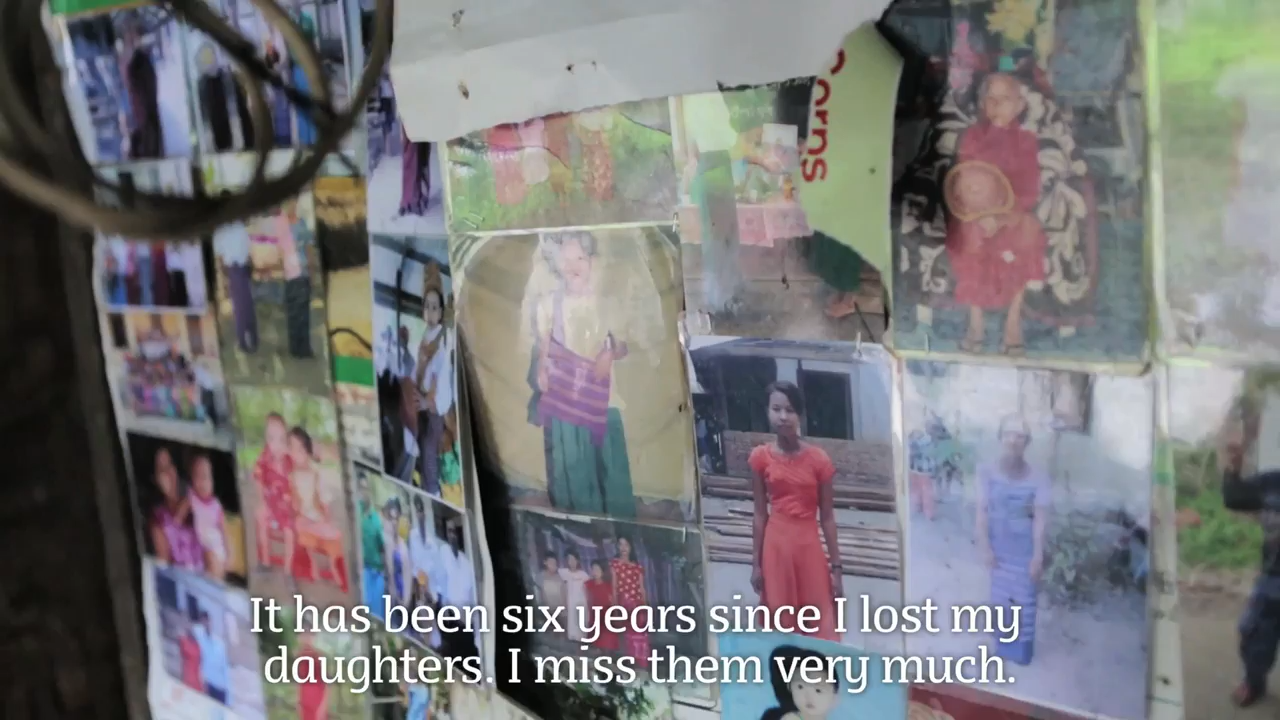 It has been six years since I lost my
daughters. I miss them very much.